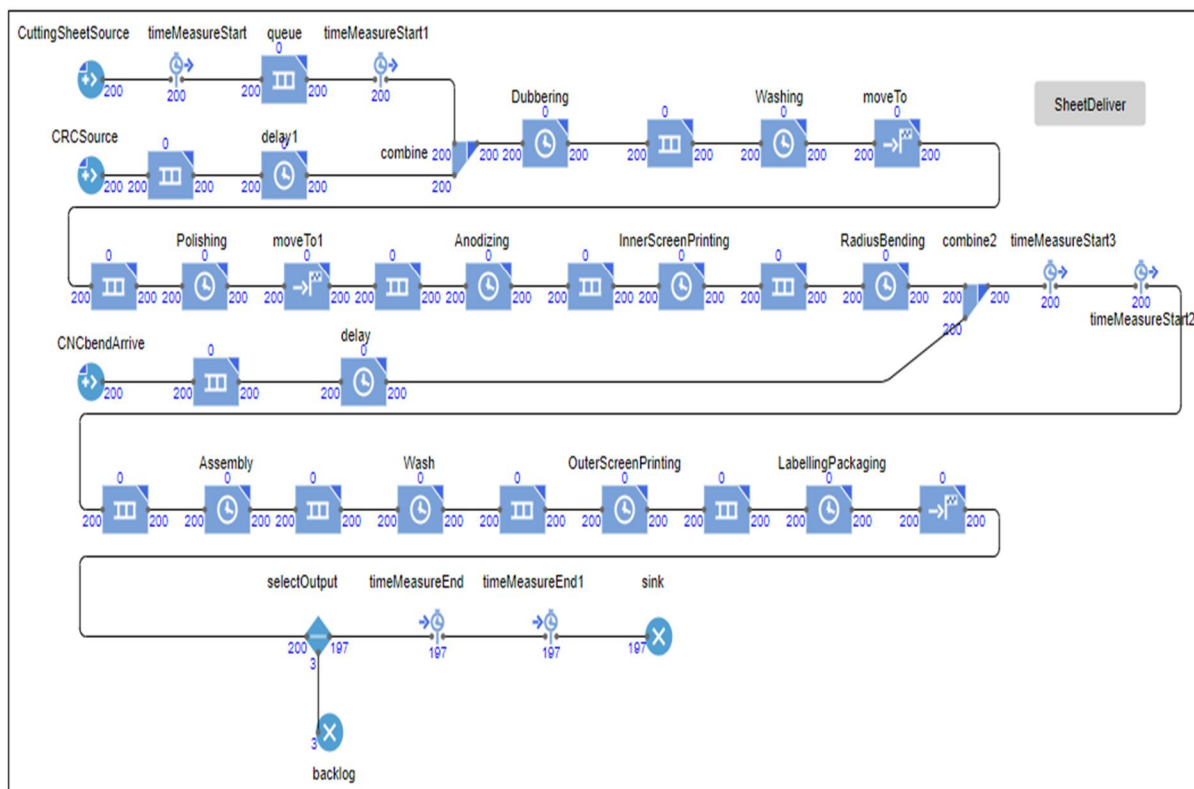 CuttingSheetSource timeMeasureStart queue timeMeasureStart1
0
200 200 200 200 200
Dubbering Washing moveTo
SheetDeliver
0 0 0 0
CRCSource delay1 combine
200 200 200 200 200 200 200 200 200 200
0 0
200 200 200 200 200 200
Polishing moveTo1 Anodizing InnerScreenPrinting RadiusBending combine2 timeMeasureStart3
0 0 0 0 0 0 0 0 0
200 200 200 200 200 200 200 200 200 200 200 200 200 200 200 200 200 200 200 200 200 200
timeMeasureStart2
CNCbendArrive delay
200
0 0
200 200 200 200 200
Assembly Wash OuterScreenPrinting LabellingPackaging
0 0 0 0 0 0 0 0 0
200 200 200 200 200 200 200 200 200 200 200 200 200 200 200 200 200 200
selectOutput timeMeasureEnd timeMeasureEnd1 sink
200 197 197 197 197
3
3
backlog